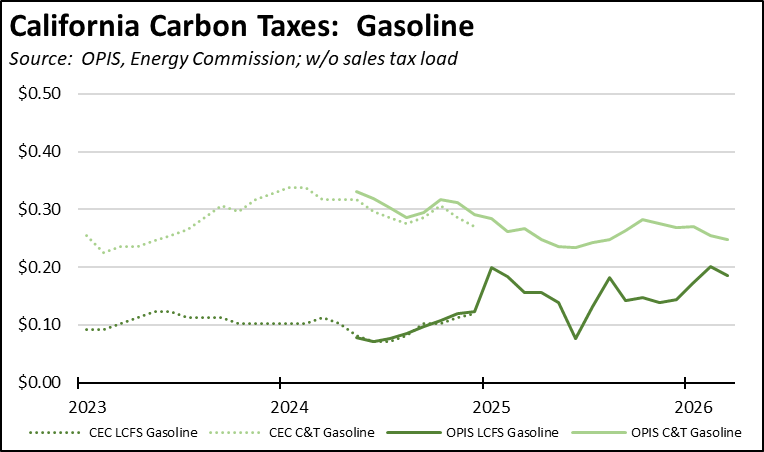 California Carbon Taxes:  Gasoline
Source:  OPIS, Energy Commission; w/o sales tax load
$0.50
$0.40
$0.30
$0.20
$0.10
$0.00
2023 2024 2025 2026
CEC LCFS Gasoline CEC C&T Gasoline OPIS LCFS Gasoline OPIS C&T Gasoline